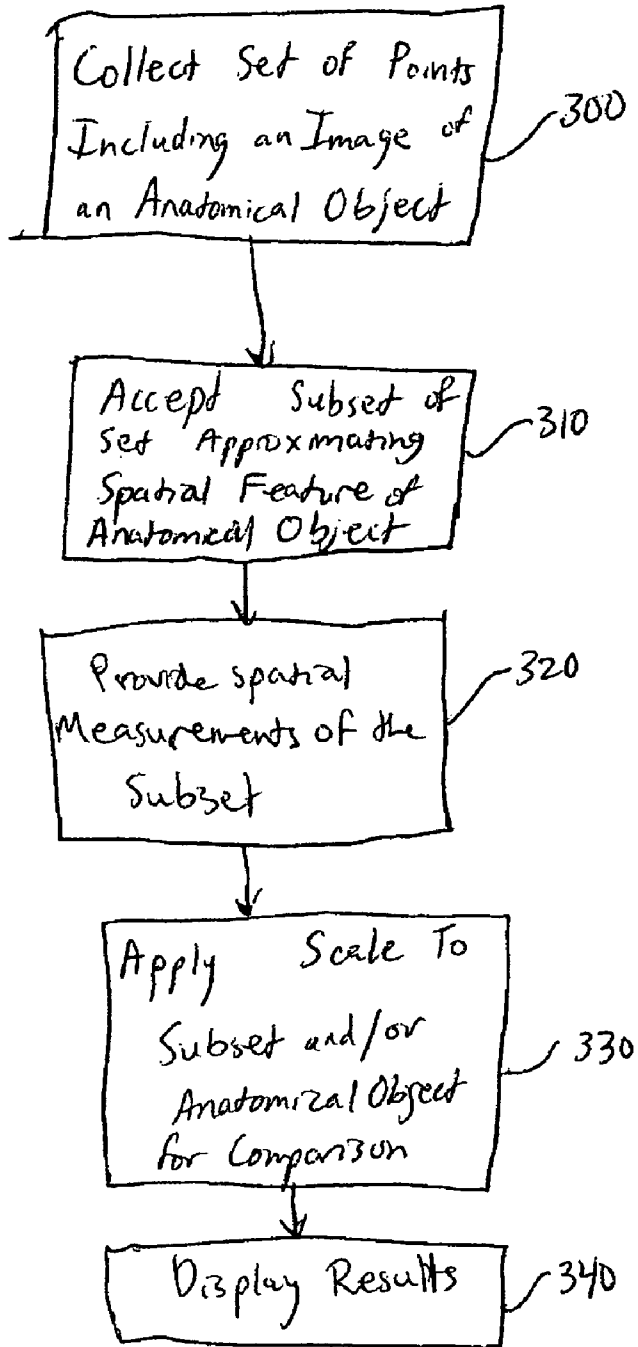 Collect Set of Points
Including an Image of
an Anatomical Object
300
Accept Subset of
Set Approximating
Spatial Feature of
Anatomical Object
310
Provide spatial
Measurements of the
Subset
320
Apply Scale To
Subset and/or
Anatomical Object
for Comparison
330
Display Results
340